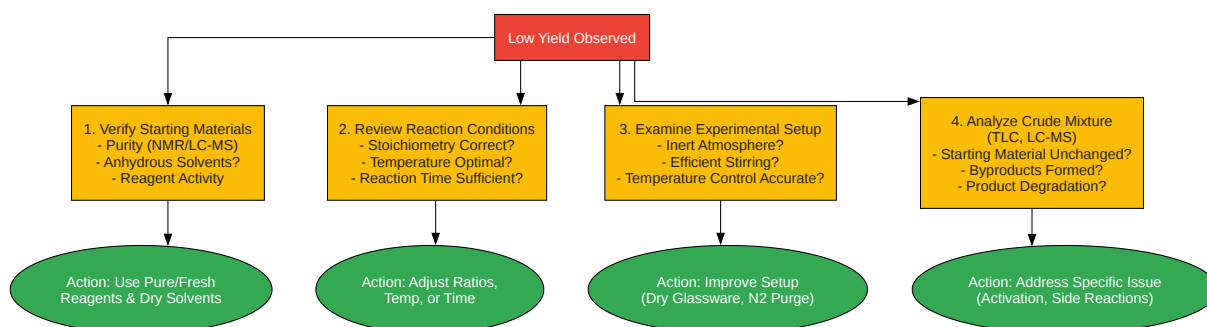 Low Yield Observed
1. Verify Starting Materials
- Purity (NMR/LC-MS)
- Anhydrous Solvents?
- Reagent Activity
2. Review Reaction Conditions
- Stoichiometry Correct?
- Temperature Optimal?
- Reaction Time Sufficient?
3. Examine Experimental Setup
- Inert Atmosphere?
- Efficient Stirring?
- Temperature Control Accurate?
4. Analyze Crude Mixture
(TLC, LC-MS)
- Starting Material Unchanged?
- Byproducts Formed?
- Product Degradation?
Action: Use Pure/Fresh
Reagents & Dry Solvents
Action: Adjust Ratios,
Temp, or Time
Action: Improve Setup
(Dry Glassware, N2 Purge)
Action: Address Specific Issue
(Activation, Side Reactions)